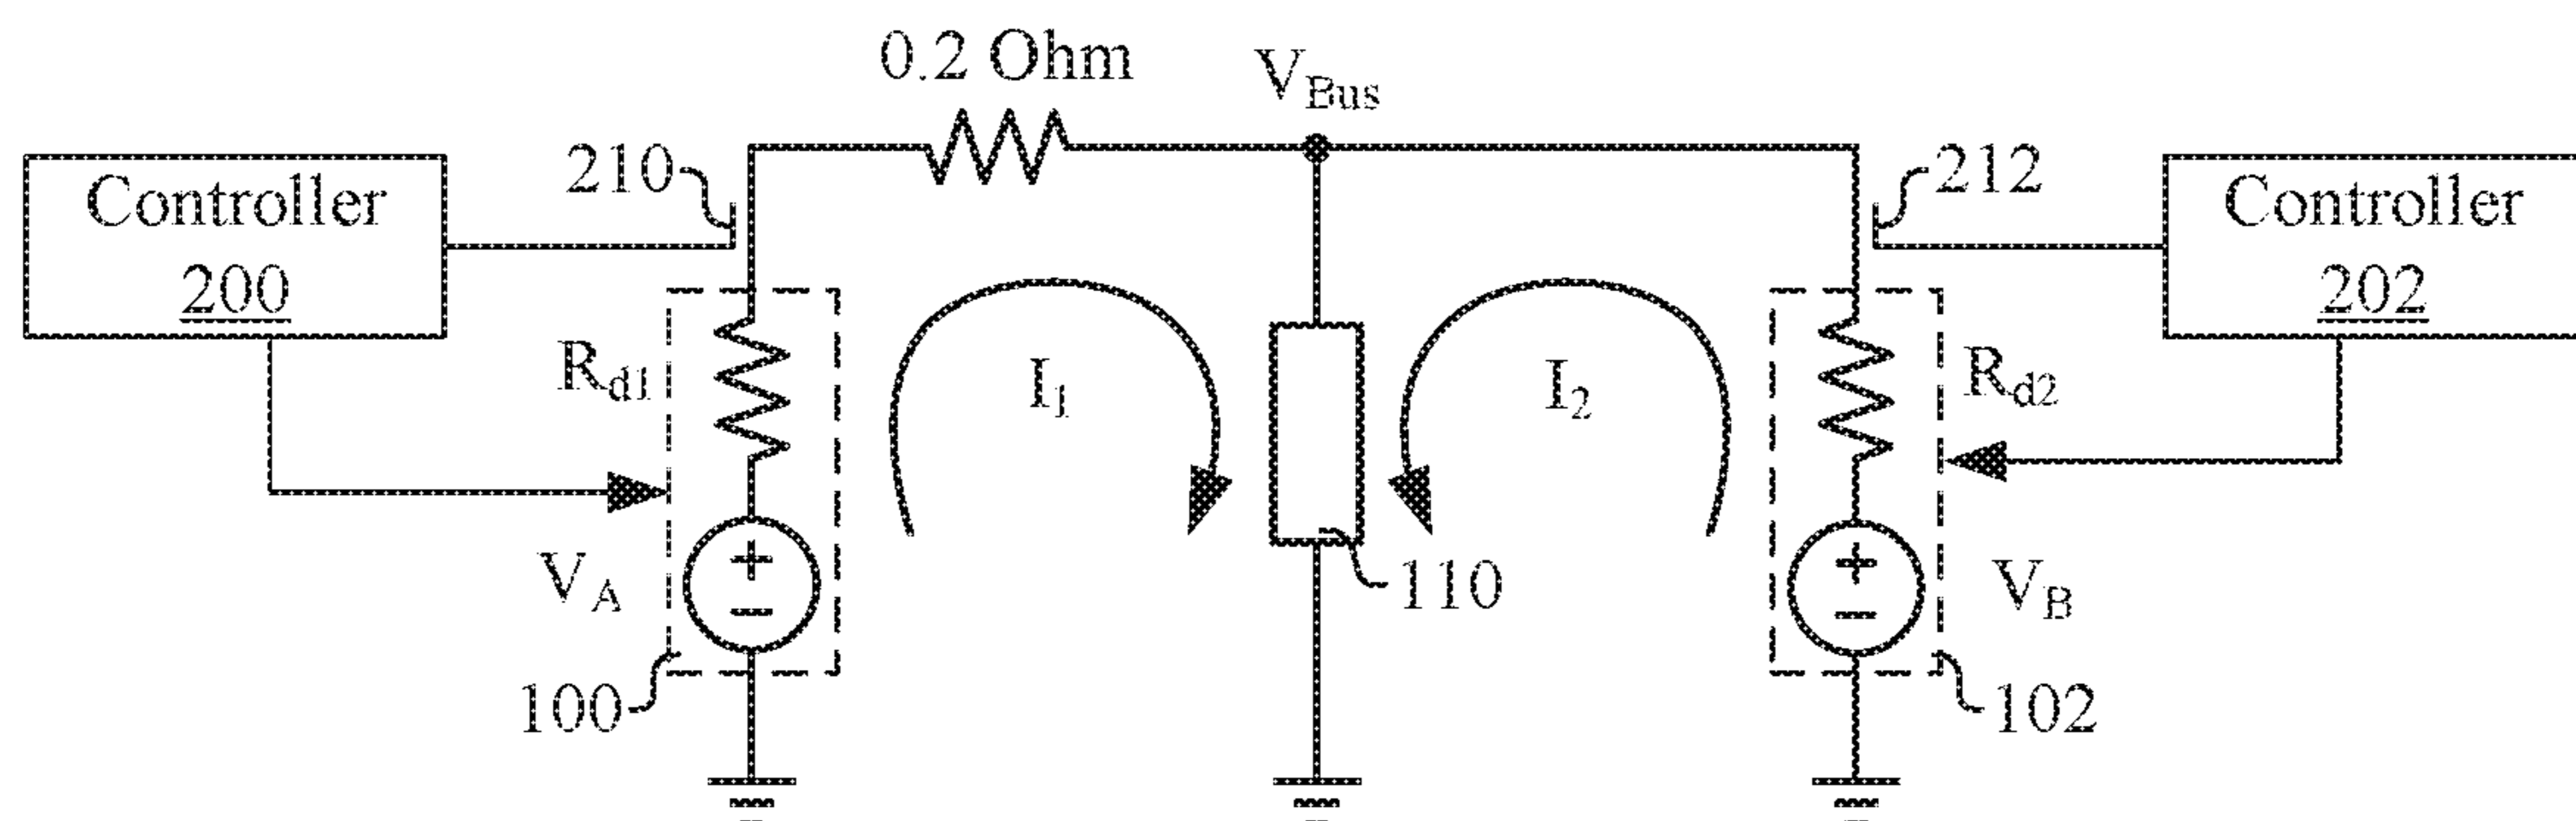 0.2 Ohm
V_Bus
210
212
Controller
200
Controller
202
R_d1
I_1
I_2
R_d2
V_A
110
V_B
100
102
+
−
+
−